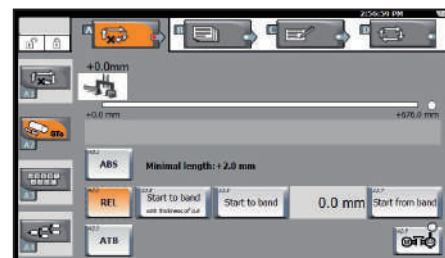 2:56:59 PM
A
B
C
D
+0.0mm
+0.0 mm
+676.0 mm
A1
GTo
A2
A3
ABS
Minimal length:+2.0 mm
REL
Start to band
with thickness of cut
Start to band
0.0 mm
Start from band
ATB